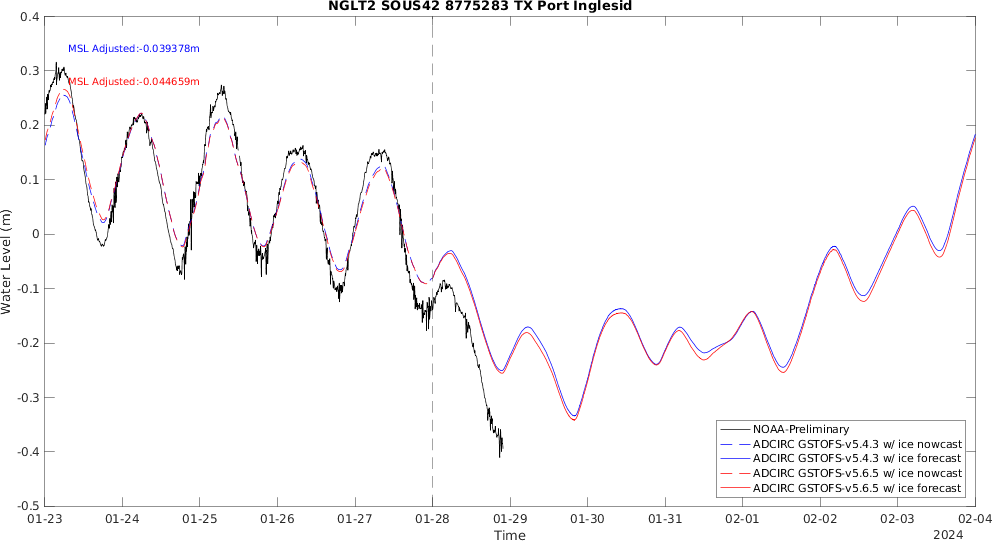 NGLT2 SOUS42 8775283 TX Port Inglesid
0.4
0.3
0.2
0.1
0
-0.1
-0.2
-0.3
-0.4
-0.5
Water Level (m)
MSL Adjusted:-0.039378m
MSL Adjusted:-0.044659m
NOAA-Preliminary
ADCIRC GSTOFS-v5.4.3 w/ ice nowcast
ADCIRC GSTOFS-v5.4.3 w/ ice forecast
ADCIRC GSTOFS-v5.6.5 w/ ice nowcast
ADCIRC GSTOFS-v5.6.5 w/ ice forecast
01-23 01-24 01-25 01-26 01-27 01-28 01-29 01-30 01-31 02-01 02-02 02-03 02-04
Time
2024